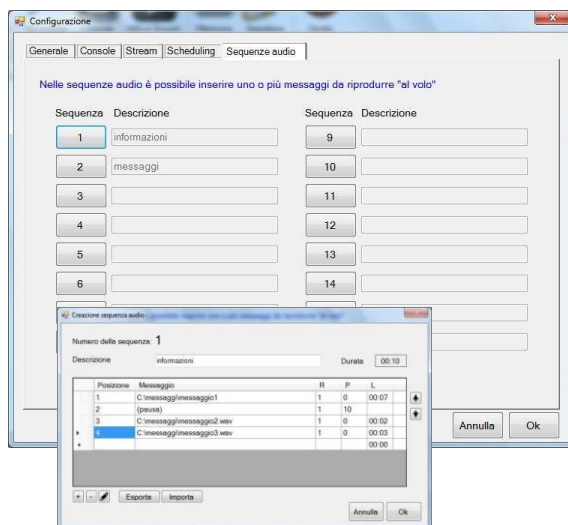 Configurazione
Generale Console Stream Scheduling Sequenze audio
Nelle sequenze audio è possibile inserire uno o più messaggi da riprodurre "al volo"
Sequenza Descrizione Sequenza Descrizione
1 informazioni 9
2 messaggi 10
3 11
4 12
5 13
6 14
Creazione sequenza audio
Numero della sequenza: 1
Descrizione informazioni Durata 00:10
Posizione Messaggio R P L
1 C:\messaggi\messaggio1 1 0 00:07
2 (pausa) 1 10
3 C:\messaggi\messaggio2.wav 1 0 00:02
4 C:\messaggi\messaggio3.wav 1 0 00:03
00:00
+ - Esporta Importa
Annulla Ok
Annulla Ok